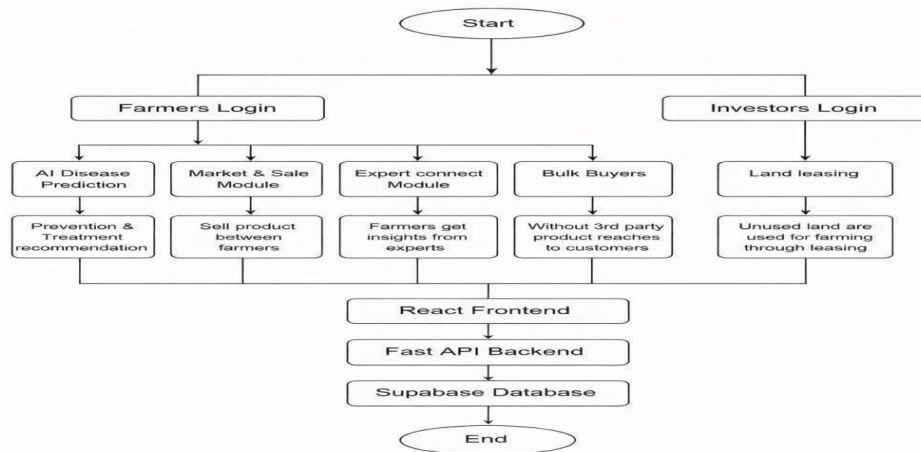 Start
Farmers Login
Investors Login
AI Disease
Prediction
Market & Sale
Module
Expert connect
Module
Bulk Buyers
Land leasing
Prevention &
Treatment
recommendation
Sell product
between
farmers
Farmers get
insights from
experts
Without 3rd party
product reaches
to customers
Unused land are
used for farming
through leasing
React Frontend
Fast API Backend
Supabase Database
End